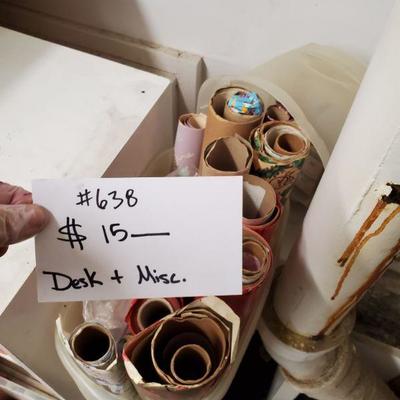 #638
$ 15—
Desk + Misc.